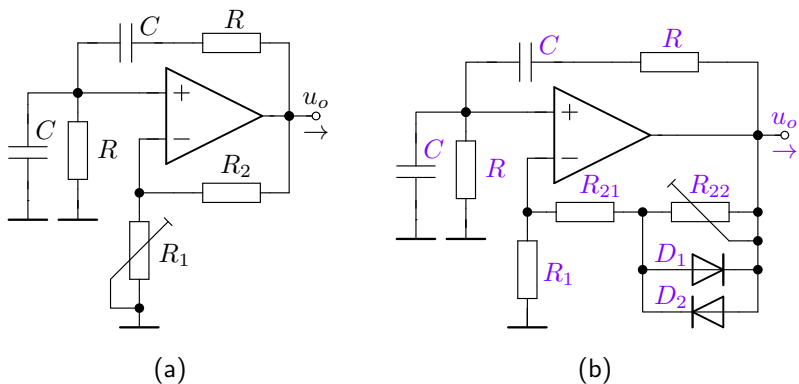 C R
C
R
+
−
u_o
→
R_2
R_1
(a)
C R
C
R
+
−
u_o
→
R_21 R_22
R_1
D_1
D_2
(b)